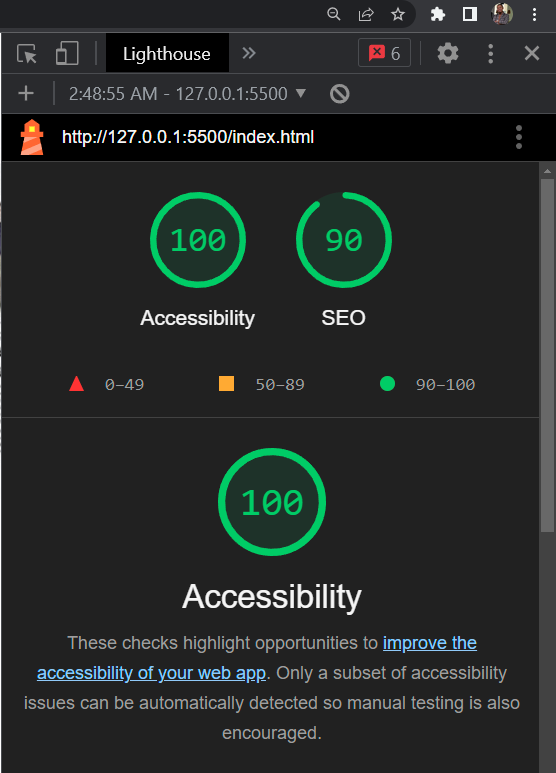 Lighthouse
6
2:48:55 AM - 127.0.0.1:5500
http://127.0.0.1:5500/index.html
100
90
Accessibility
SEO
0–49
50–89
90–100
100
Accessibility
These checks highlight opportunities to improve the
accessibility of your web app. Only a subset of accessibility
issues can be automatically detected so manual testing is also
encouraged.